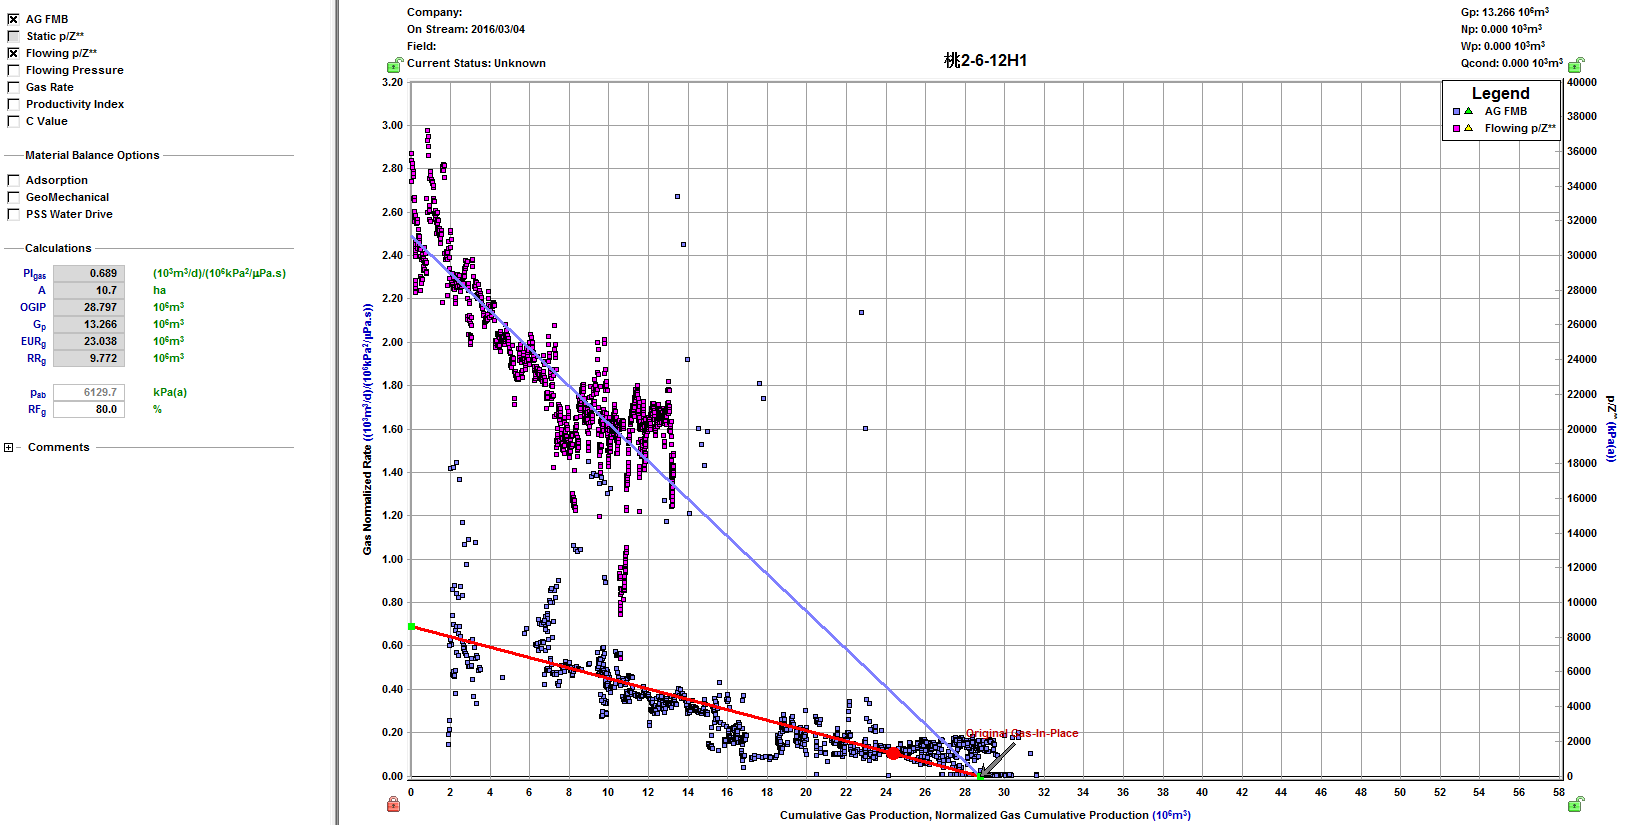 AG FMB
Static p/Z**
Flowing p/Z**
Flowing Pressure
Gas Rate
Productivity Index
C Value
Material Balance Options
Adsorption
GeoMechanical
PSS Water Drive
Calculations
PIgas 0.689 (10³m³/d)/(10⁶kPa²/µPa.s)
A 10.7 ha
OGIP 28.797 10⁶m³
Gp 13.266 10⁶m³
EURg 23.038 10⁶m³
RRg 9.772 10⁶m³
pab 6129.7 kPa(a)
RFg 80.0 %
Comments
Company:
On Stream: 2016/03/04
Field:
Current Status: Unknown
桃2-6-12H1
Gp: 13.266 10⁶m³
Np: 0.000 10³m³
Wp: 0.000 10³m³
Qcond: 0.000 10³m³
Legend
AG FMB
Flowing p/Z**
Gas Normalized Rate ((10³m³/d)/(10⁶kPa²/µPa.s))
3.20
3.00
2.80
2.60
2.40
2.20
2.00
1.80
1.60
1.40
1.20
1.00
0.80
0.60
0.40
0.20
0.00
40000
38000
36000
34000
32000
30000
28000
26000
24000
22000
20000
18000
16000
14000
12000
10000
8000
6000
4000
2000
0
p/Z** (kPa(a))
Original Gas-In-Place
0 2 4 6 8 10 12 14 16 18 20 22 24 26 28 30 32 34 36 38 40 42 44 46 48 50 52 54 56 58
Cumulative Gas Production, Normalized Gas Cumulative Production (10⁶m³)